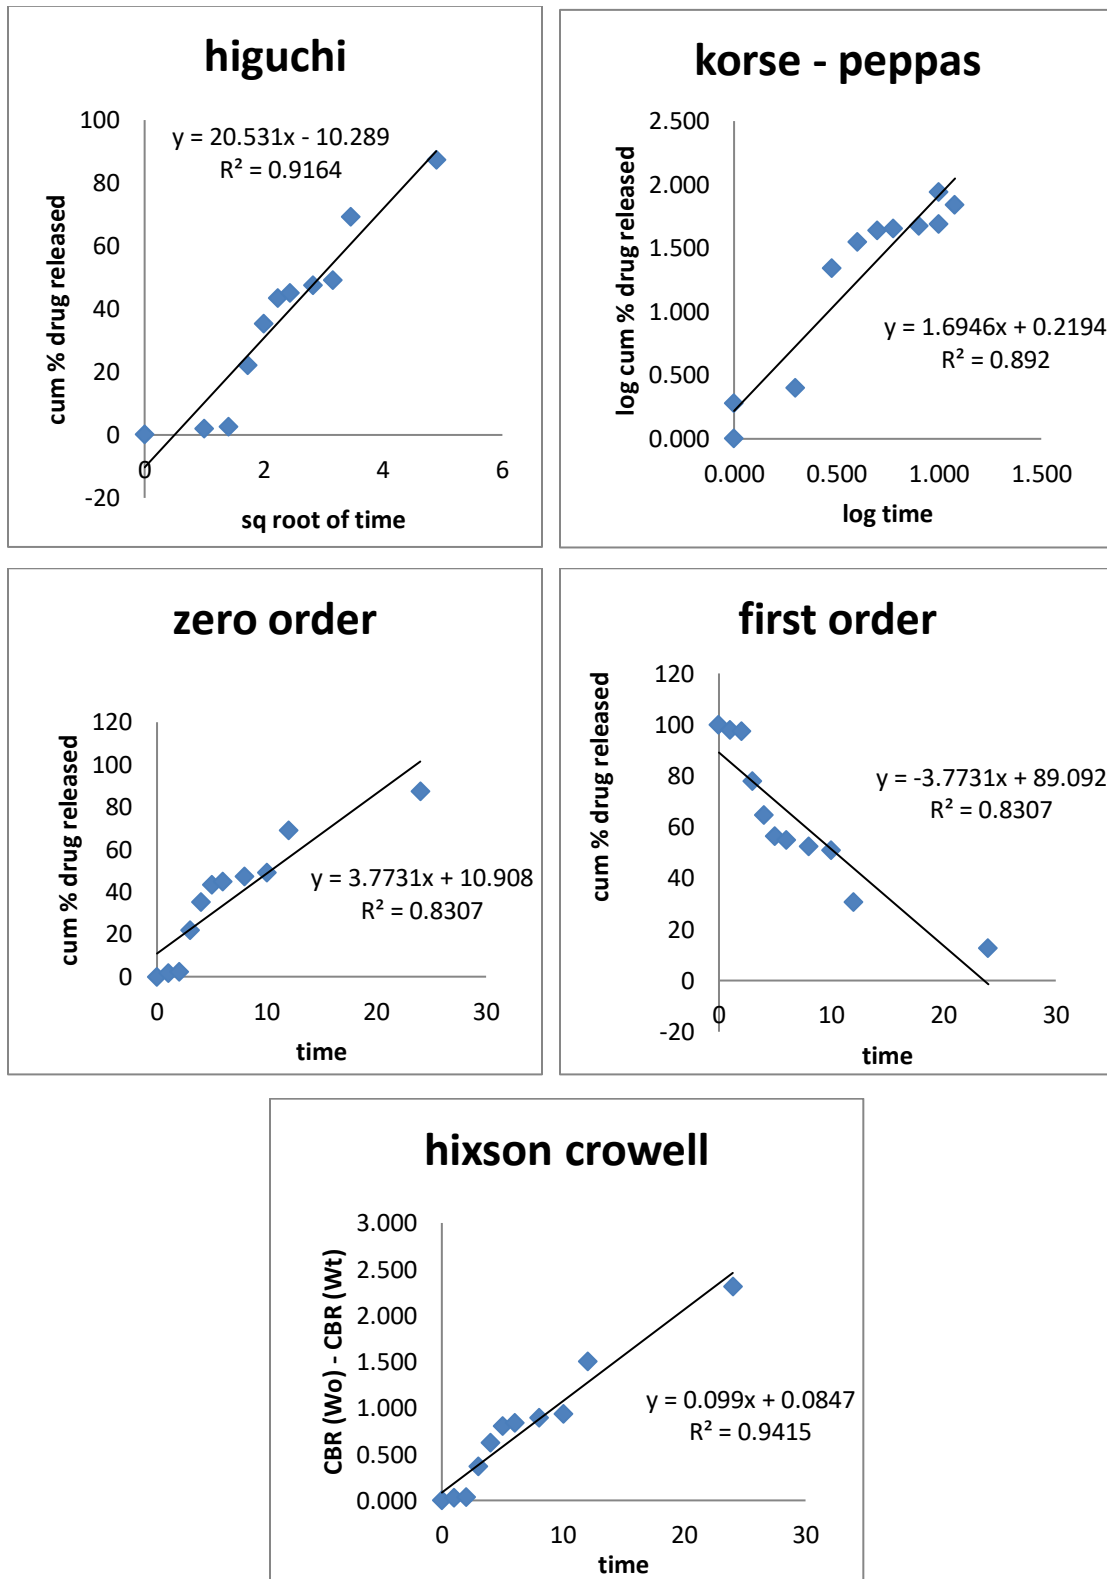 higuchi
y = 20.531x - 10.289
R² = 0.9164
cum % drug released
100
80
60
40
20
0
-20
0
2
4
6
sq root of time
korse - peppas
log cum % drug released
2.500
2.000
1.500
1.000
0.500
0.000
y = 1.6946x + 0.2194
R² = 0.892
0.000 0.500 1.000 1.500
log time
zero order
cum % drug released
120
100
80
60
40
20
0
y = 3.7731x + 10.908
R² = 0.8307
0 10 20 30
time
first order
cum % drug released
120
100
80
60
40
20
0
-20
y = -3.7731x + 89.092
R² = 0.8307
0 10 20 30
time
hixson crowell
CBR (Wo) - CBR (Wt)
3.000
2.500
2.000
1.500
1.000
0.500
0.000
y = 0.099x + 0.0847
R² = 0.9415
0 10 20 30
time